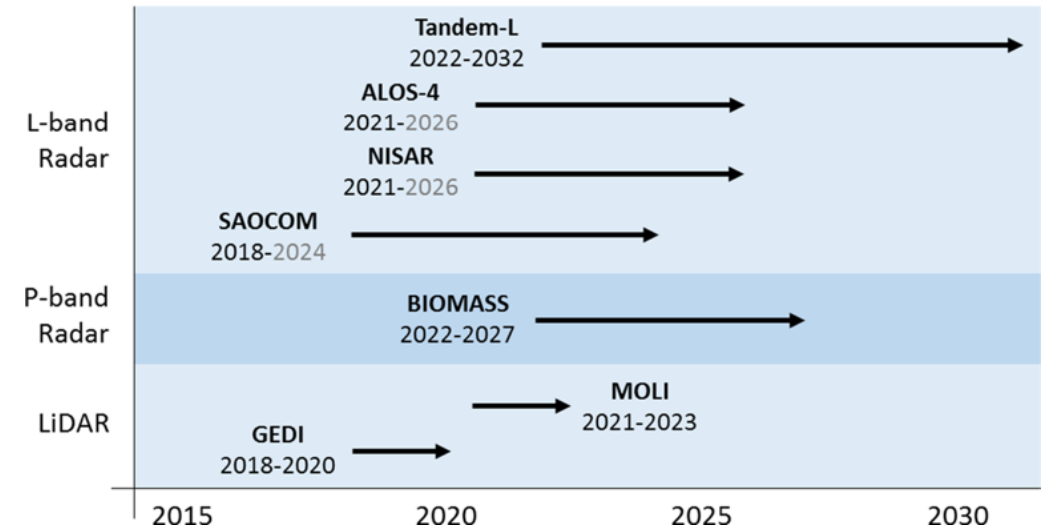 Tandem-L
2022-2032
ALOS-4
2021-2026
L-band
Radar
NISAR
2021-2026
SAOCOM
2018-2024
P-band
Radar
BIOMASS
2022-2027
LiDAR
MOLI
2021-2023
GEDI
2018-2020
2015 2020 2025 2030